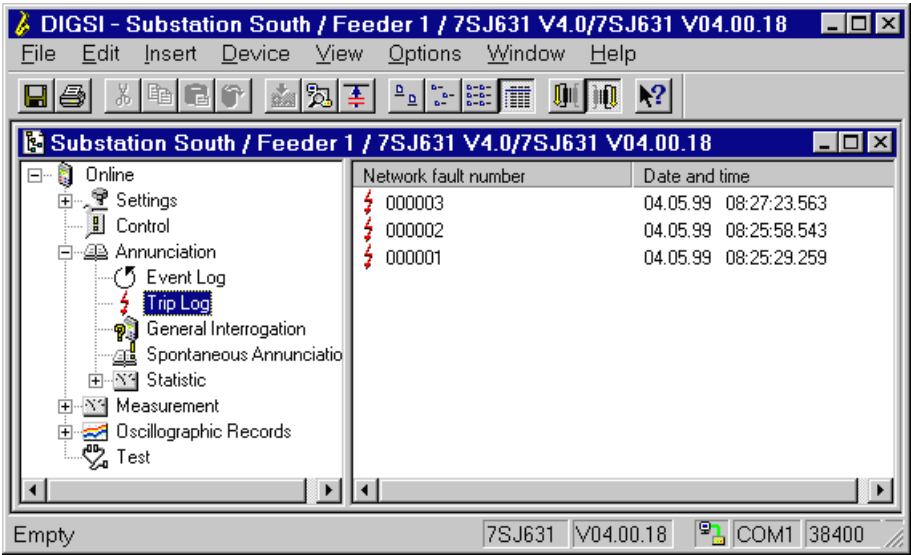 DIGSI - Substation South / Feeder 1 / 7SJ631 V4.0/7SJ631 V04.00.18
File Edit Insert Device View Options Window Help
Substation South / Feeder 1 / 7SJ631 V4.0/7SJ631 V04.00.18
Online
Settings
Control
Annunciation
Event Log
Trip Log
General Interrogation
Spontaneous Annunciatio
Statistic
Measurement
Oscillographic Records
Test
Network fault number Date and time
000003 04.05.99 08:27:23.563
000002 04.05.99 08:25:58.543
000001 04.05.99 08:25:29.259
Empty 7SJ631 V04.00.18 COM1 38400